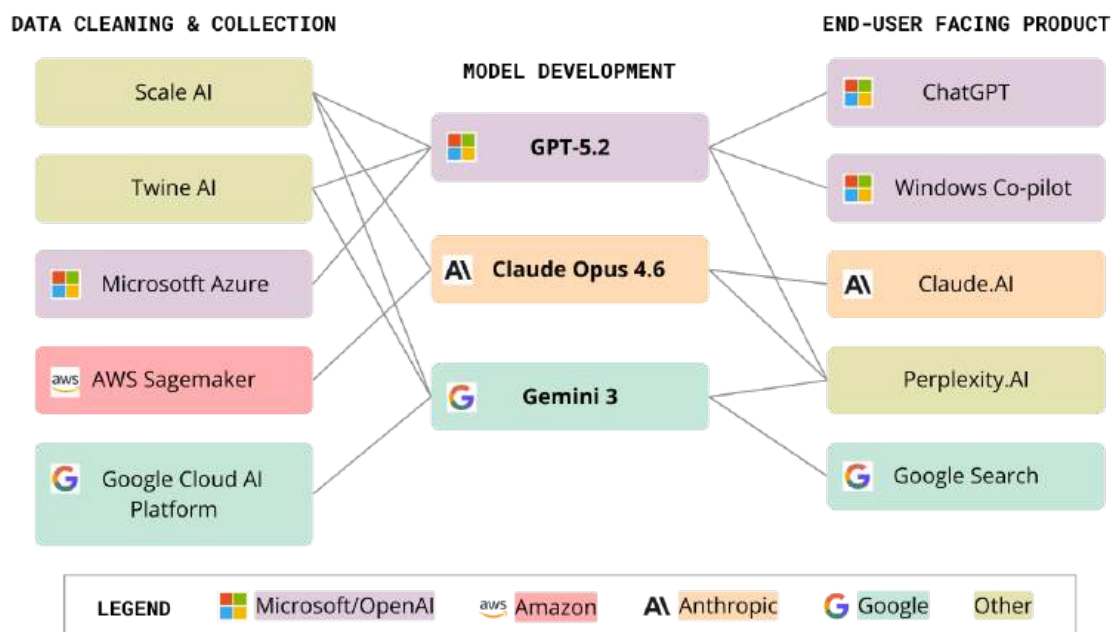 DATA CLEANING & COLLECTION
Scale AI
Twine AI
Microsotft Azure
aws AWS Sagemaker
Google Cloud AI
Platform
MODEL DEVELOPMENT
GPT-5.2
Claude Opus 4.6
Gemini 3
END-USER FACING PRODUCT
ChatGPT
Windows Co-pilot
Claude.AI
Perplexity.AI
Google Search
LEGEND Microsoft/OpenAI aws Amazon Anthropic Google Other